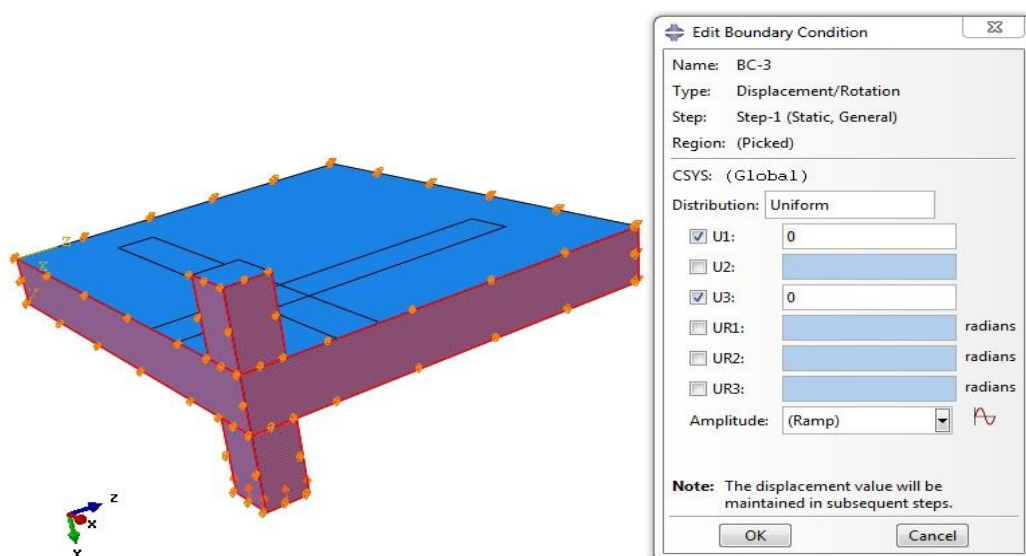 Edit Boundary Condition
Name: BC-3
Type: Displacement/Rotation
Step: Step-1 (Static, General)
Region: (Picked)
CSYS: (Global)
Distribution: Uniform
U1: 0
U2:
U3: 0
UR1: radians
UR2: radians
UR3: radians
Amplitude: (Ramp)
Note: The displacement value will be
maintained in subsequent steps.
OK Cancel
Z
X
Y
Z
X
Y